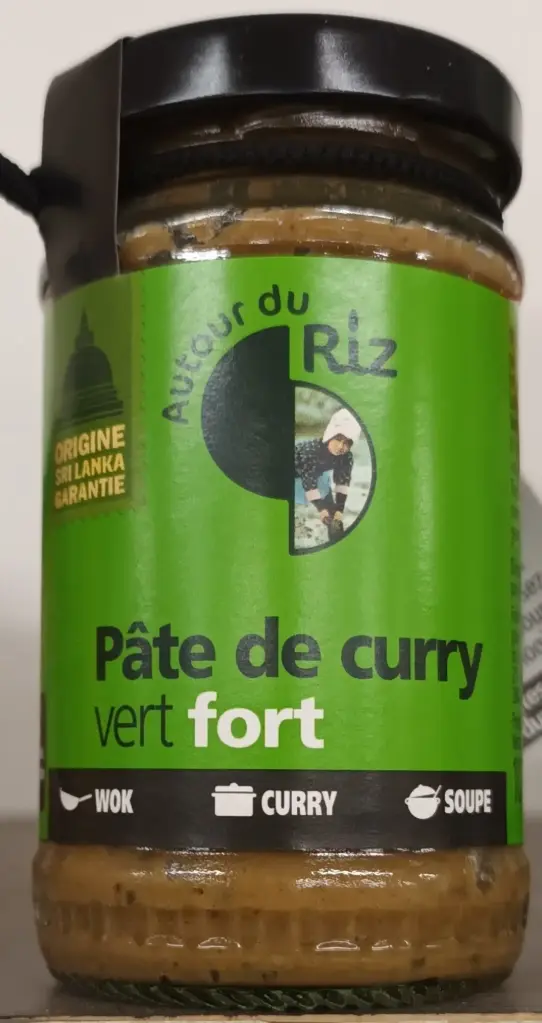 Autour du
Riz
ORIGINE
SRI LANKA
GARANTIE
Pâte de curry
vert fort
WOK CURRY SOUPE